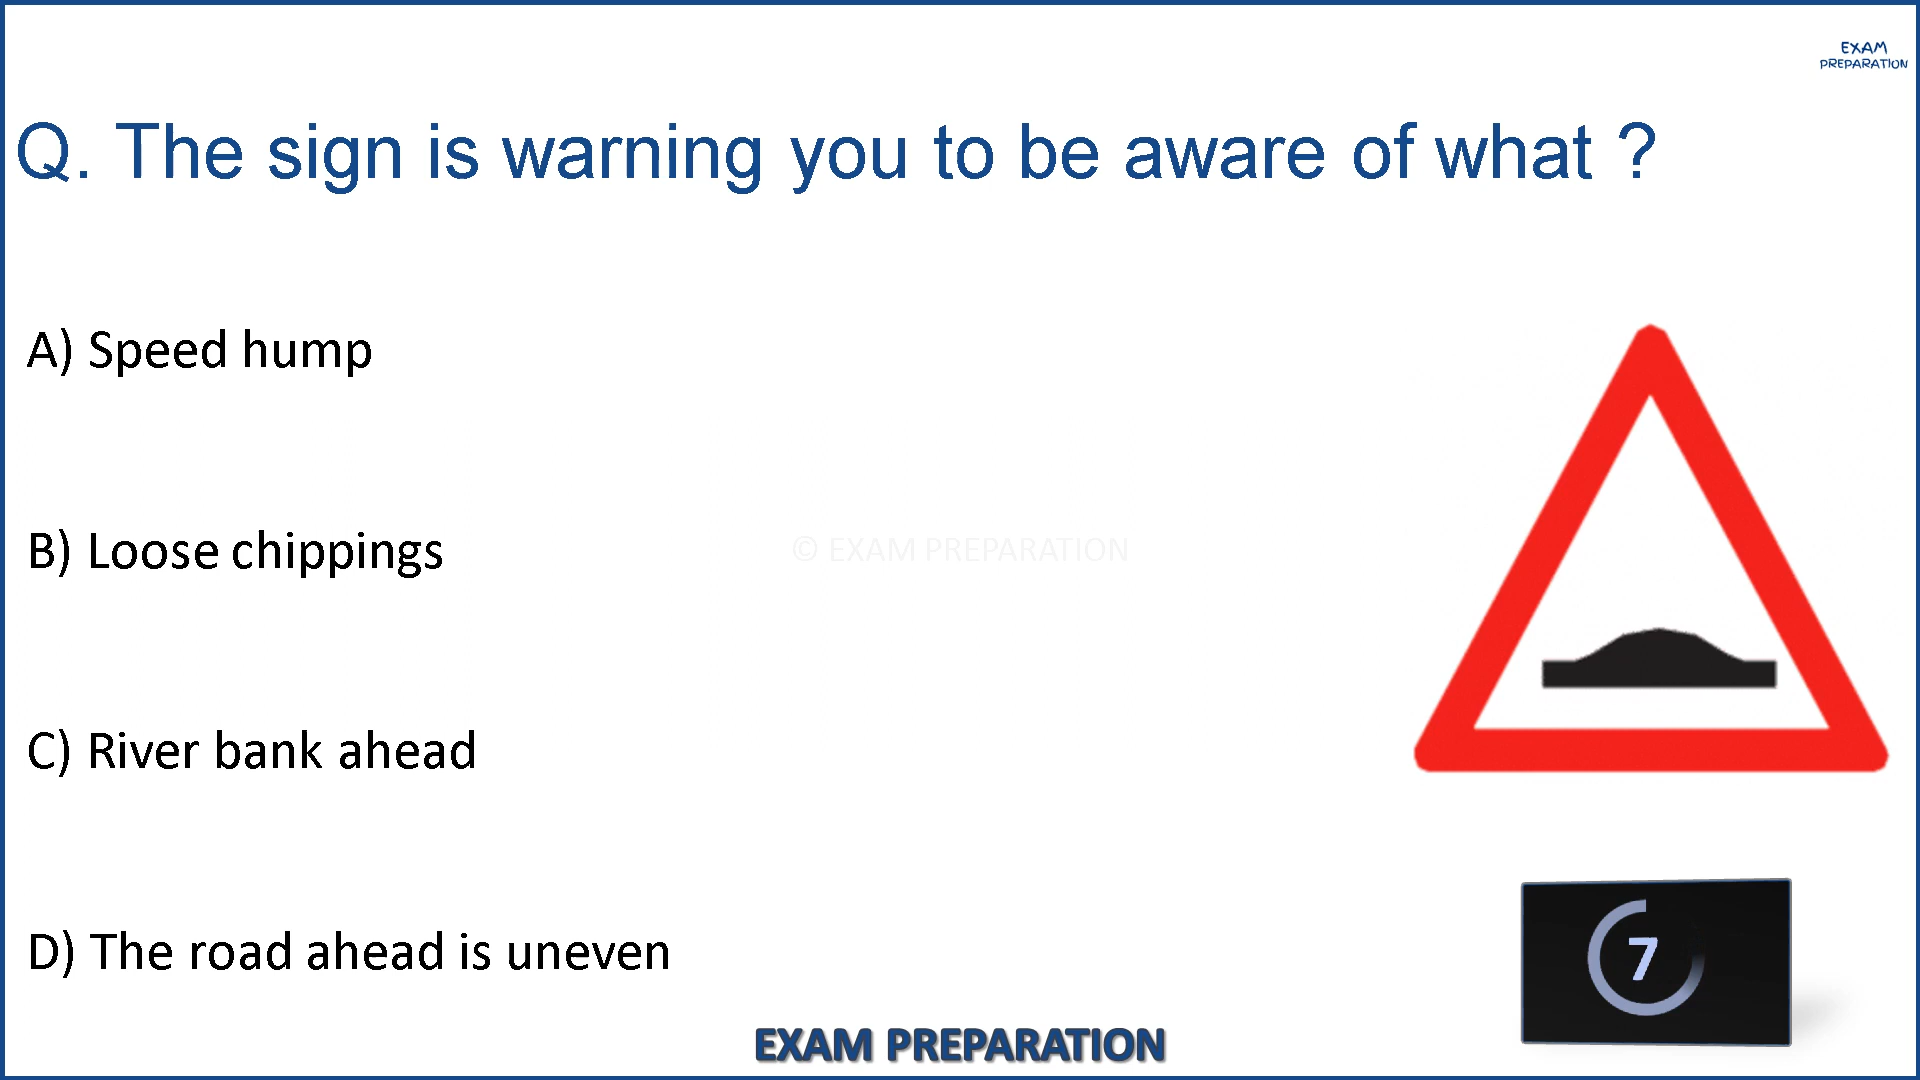 EXAM
PREPARATION
Q. The sign is warning you to be aware of what ?
A) Speed hump
B) Loose chippings
© EXAM PREPARATION
C) River bank ahead
D) The road ahead is uneven
7
EXAM PREPARATION